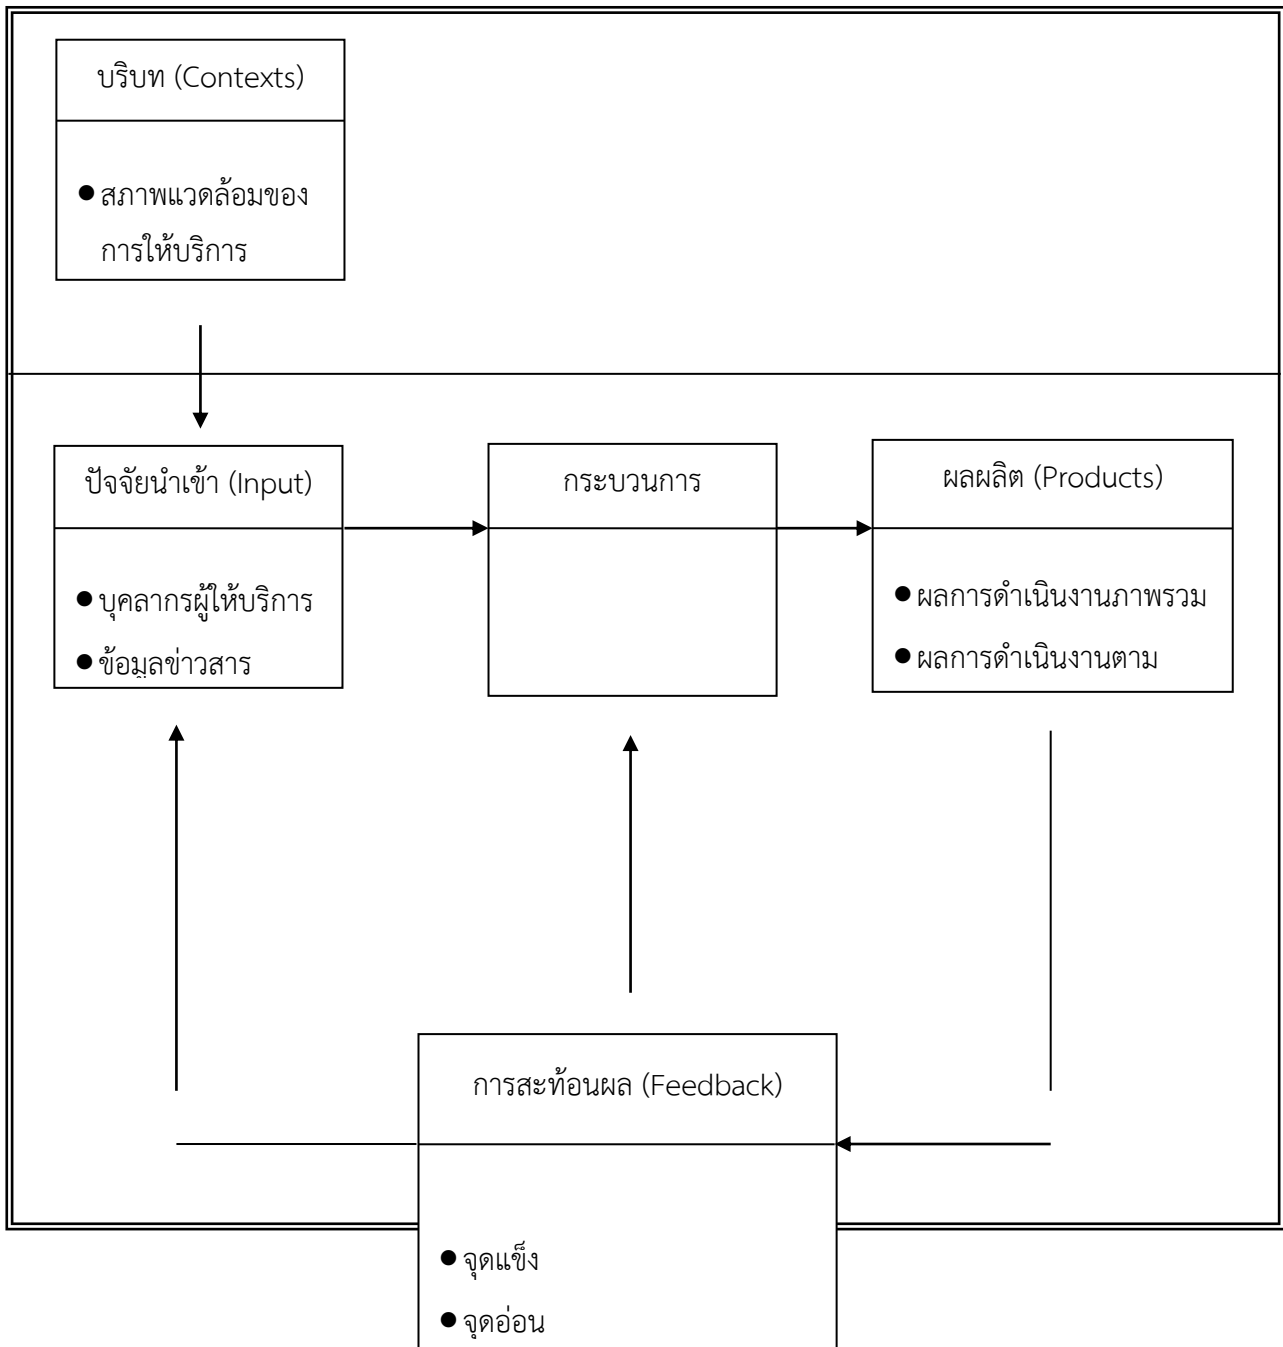 บริบท (Contexts)
● สภาพแวดล้อมของ
การให้บริการ
ปัจจัยนำเข้า (Input)
● บุคลากรผู้ให้บริการ
● ข้อมูลข่าวสาร
กระบวนการ
ผลผลิต (Products)
● ผลการดำเนินงานภาพรวม
● ผลการดำเนินงานตาม
การสะท้อนผล (Feedback)
● จุดแข็ง
● จุดอ่อน